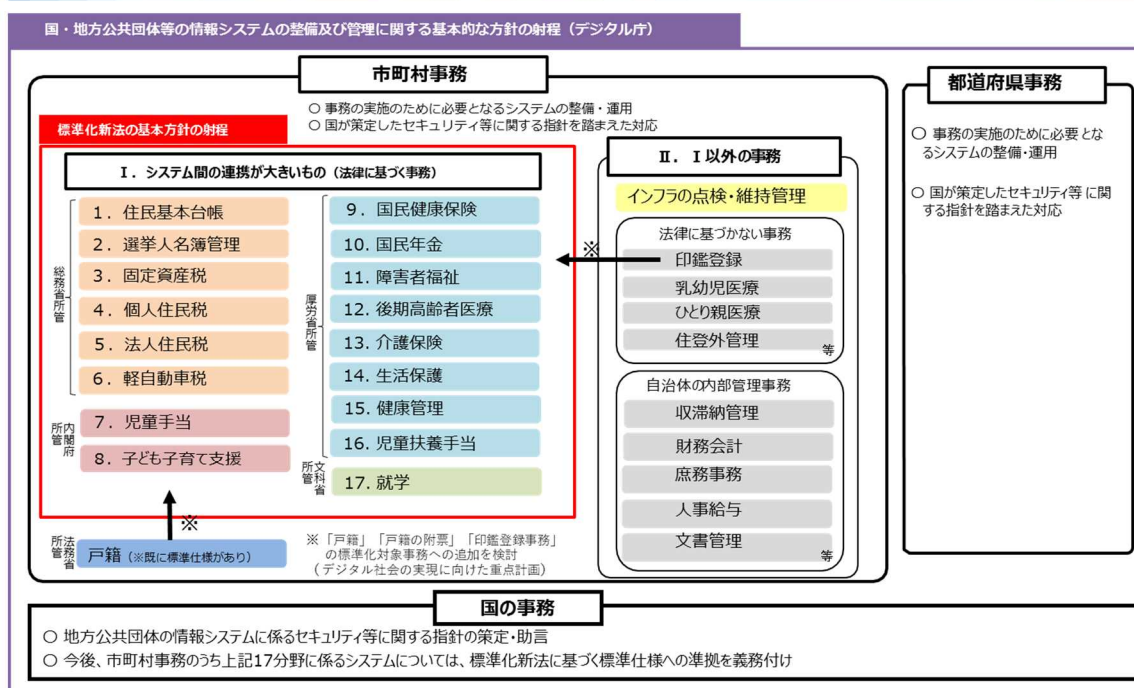 国・地方公共団体等の情報システムの整備及び管理に関する基本的な方針の射程（デジタル庁）
市町村事務
○ 事務の実施のために必要となるシステムの整備・運用
○ 国が策定したセキュリティ等に関する指針を踏まえた対応
標準化新法の基本方針の射程
Ⅰ．システム間の連携が大きいもの（法律に基づく事務）
総務省所管
1．住民基本台帳
2．選挙人名簿管理
3．固定資産税
4．個人住民税
5．法人住民税
6．軽自動車税
内閣府所管
7．児童手当
8．子ども子育て支援
厚労省所管
9．国民健康保険
10．国民年金
11．障害者福祉
12．後期高齢者医療
13．介護保険
14．生活保護
15．健康管理
16．児童扶養手当
文科省所管
17．就学
※
法務省所管
戸籍（※既に標準仕様があり）
※「戸籍」「戸籍の附票」「印鑑登録事務」
の標準化対象事務への追加を検討
（デジタル社会の実現に向けた重点計画）
Ⅱ．Ⅰ以外の事務
インフラの点検・維持管理
法律に基づかない事務
※
印鑑登録
乳幼児医療
ひとり親医療
住登外管理
等
自治体の内部管理事務
収滞納管理
財務会計
庶務事務
人事給与
文書管理
等
都道府県事務
○ 事務の実施のために必要とな
るシステムの整備・運用
○ 国が策定したセキュリティ等に関
する指針を踏まえた対応
国の事務
○ 地方公共団体の情報システムに係るセキュリティ等に関する指針の策定・助言
○ 今後、市町村事務のうち上記17分野に係るシステムについては、標準化新法に基づく標準仕様への準拠を義務付け